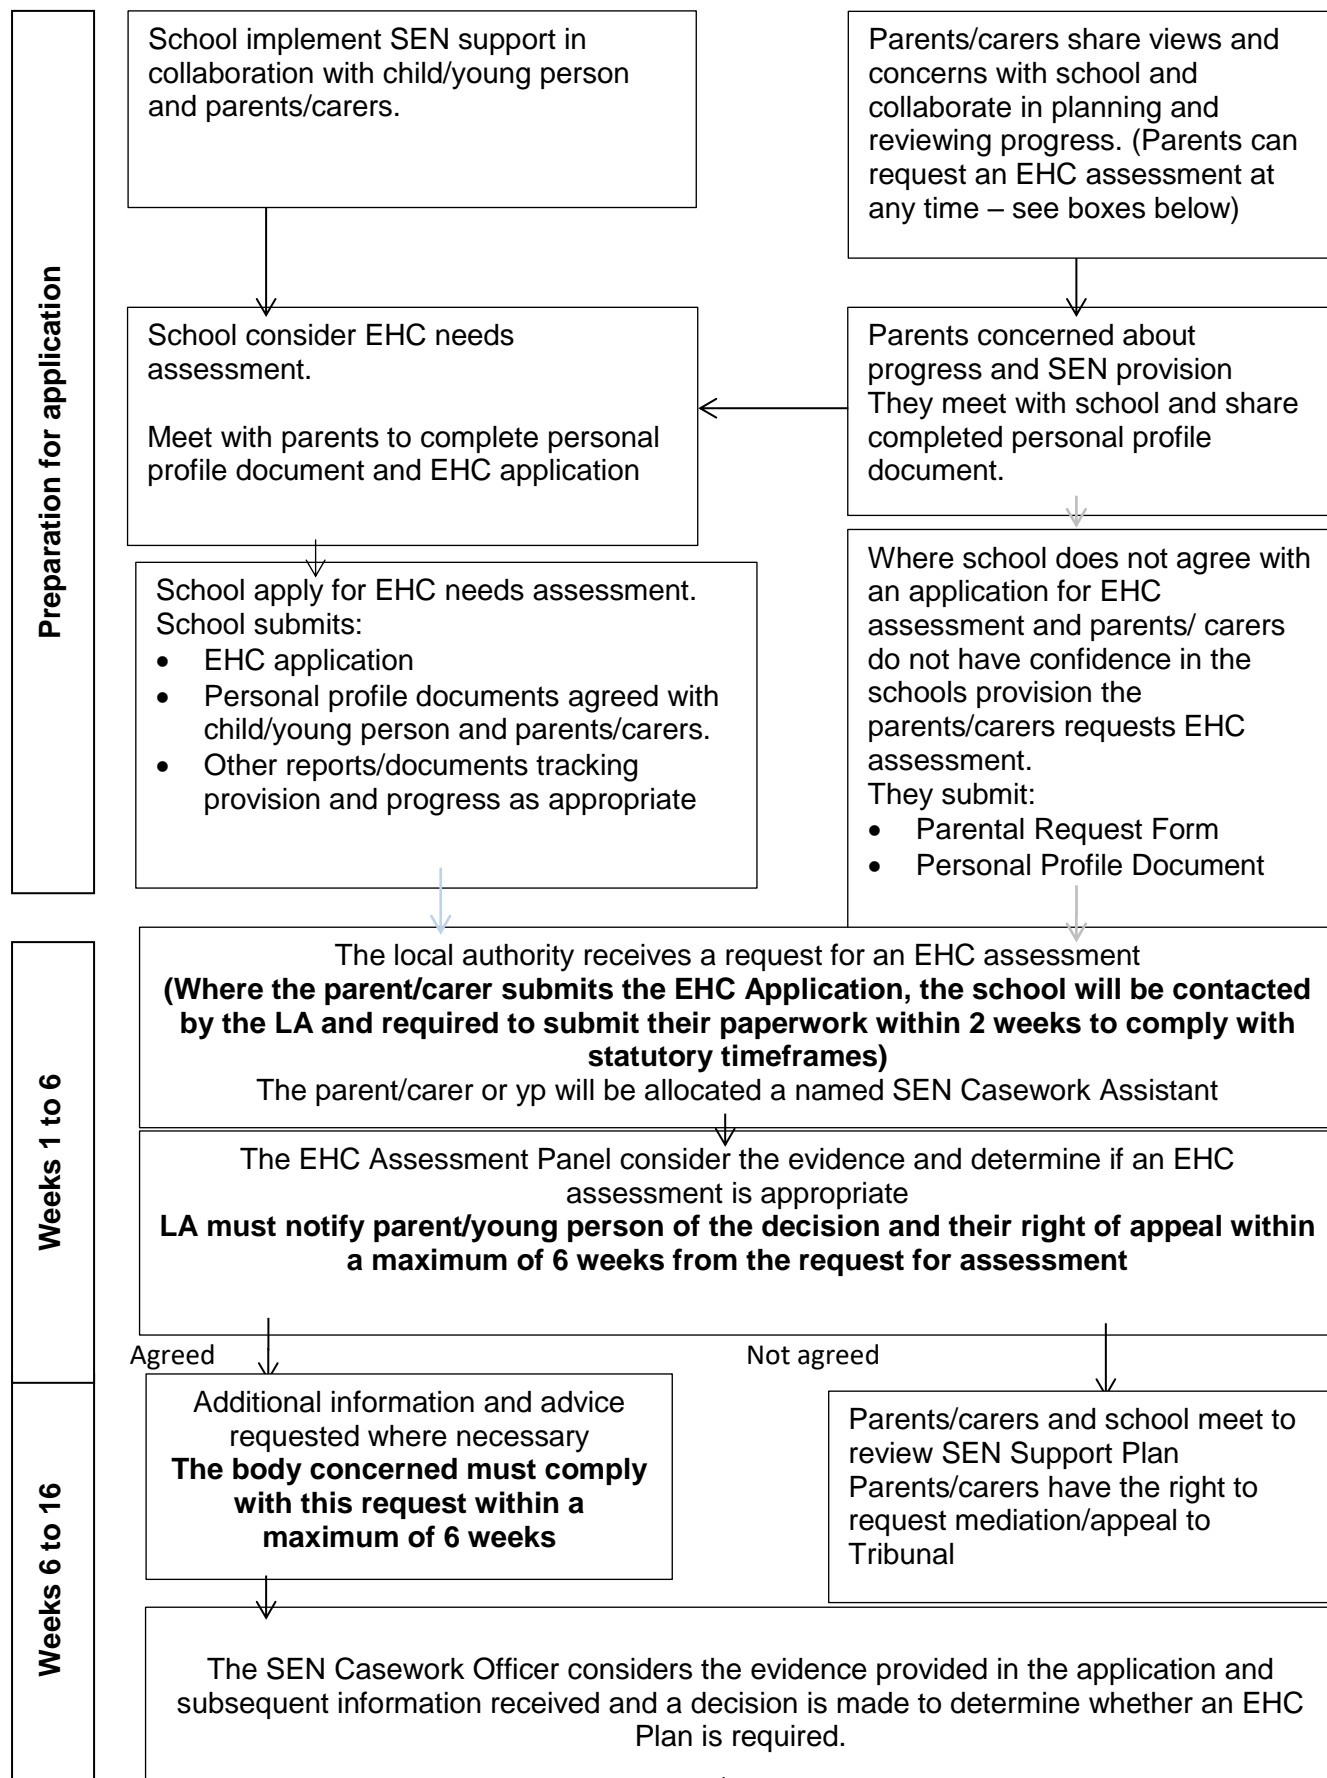 Preparation for application
School implement SEN support in
collaboration with child/young person
and parents/carers.
Parents/carers share views and
concerns with school and
collaborate in planning and
reviewing progress. (Parents can
request an EHC assessment at
any time – see boxes below)
School consider EHC needs
assessment.
Meet with parents to complete personal
profile document and EHC application
Parents concerned about
progress and SEN provision
They meet with school and share
completed personal profile
document.
School apply for EHC needs assessment.
School submits:
• EHC application
• Personal profile documents agreed with
child/young person and parents/carers.
• Other reports/documents tracking
provision and progress as appropriate
Where school does not agree with
an application for EHC
assessment and parents/ carers
do not have confidence in the
schools provision the
parents/carers requests EHC
assessment.
They submit:
• Parental Request Form
• Personal Profile Document
Weeks 1 to 6
The local authority receives a request for an EHC assessment
(Where the parent/carer submits the EHC Application, the school will be contacted
by the LA and required to submit their paperwork within 2 weeks to comply with
statutory timeframes)
The parent/carer or yp will be allocated a named SEN Casework Assistant
The EHC Assessment Panel consider the evidence and determine if an EHC
assessment is appropriate
LA must notify parent/young person of the decision and their right of appeal within
a maximum of 6 weeks from the request for assessment
Agreed
Not agreed
Weeks 6 to 16
Additional information and advice
requested where necessary
The body concerned must comply
with this request within a
maximum of 6 weeks
Parents/carers and school meet to
review SEN Support Plan
Parents/carers have the right to
request mediation/appeal to
Tribunal
The SEN Casework Officer considers the evidence provided in the application and
subsequent information received and a decision is made to determine whether an EHC
Plan is required.